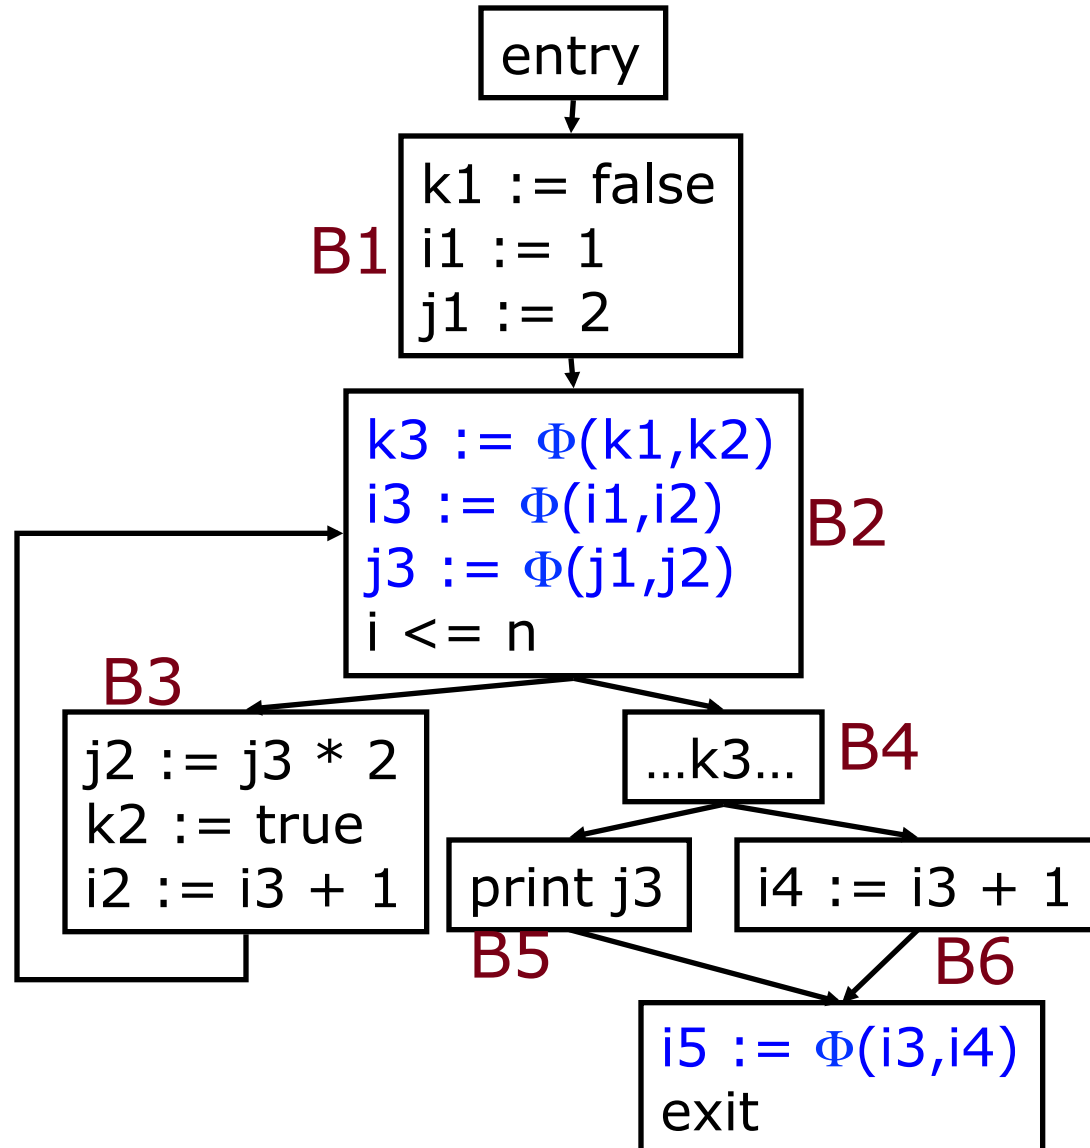 entry
B1
k1 := false
i1 := 1
j1 := 2
k3 := Φ(k1,k2)
i3 := Φ(i1,i2)
j3 := Φ(j1,j2)
i <= n
B2
B3
j2 := j3 * 2
k2 := true
i2 := i3 + 1
...k3...
B4
print j3
B5
i4 := i3 + 1
B6
i5 := Φ(i3,i4)
exit